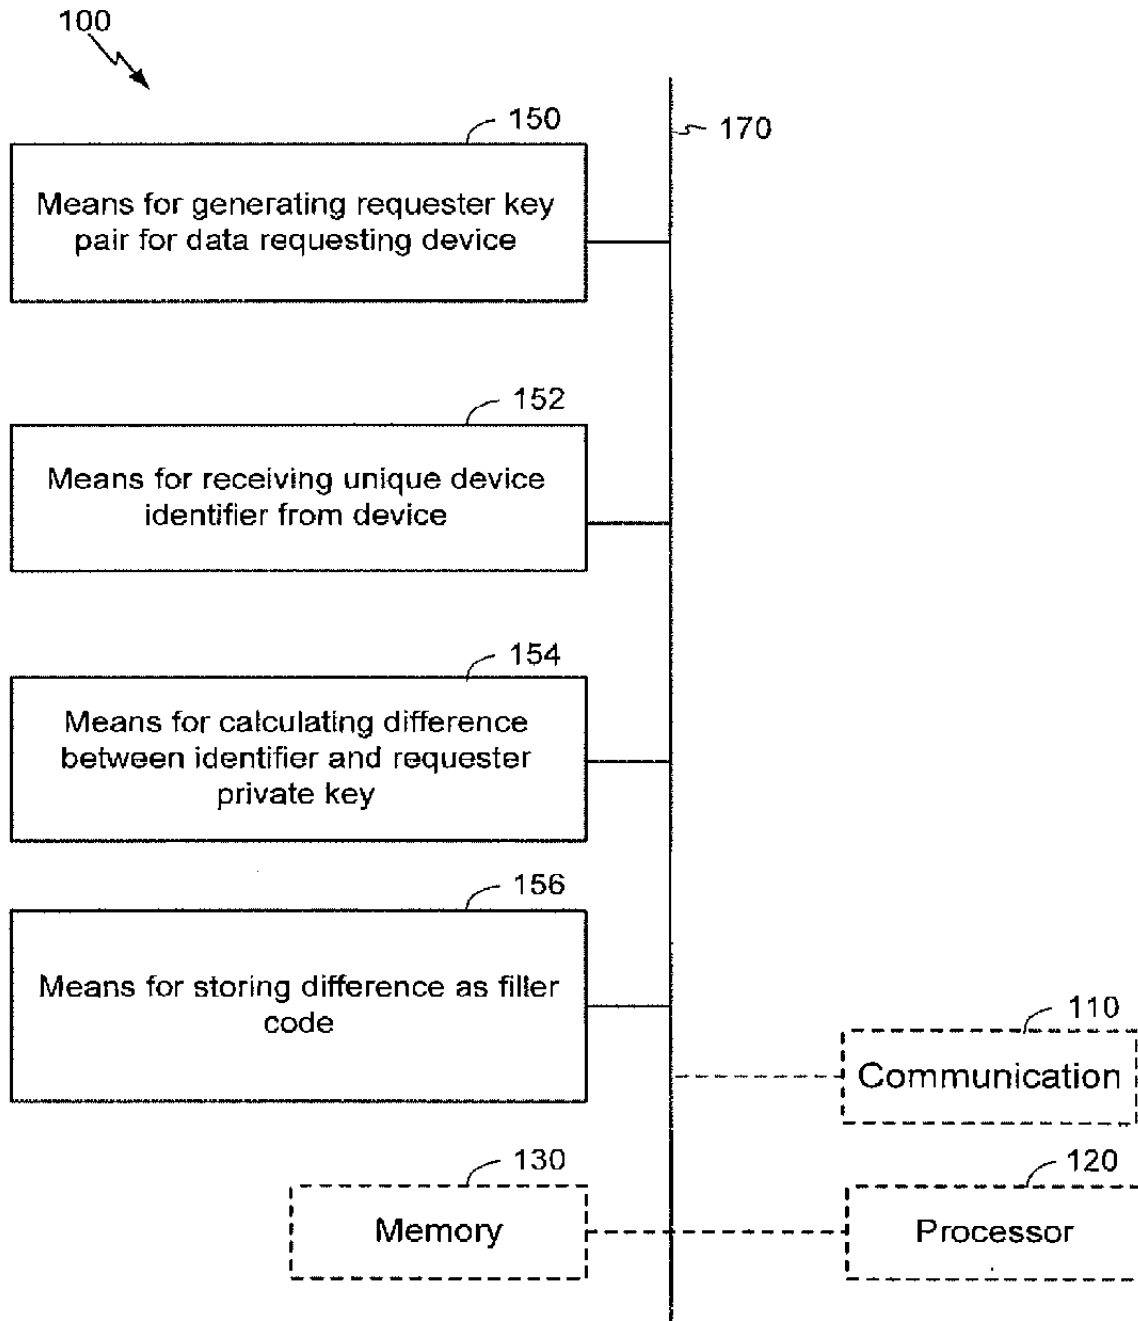 100
150
170
Means for generating requester key
pair for data requesting device
152
Means for receiving unique device
identifier from device
154
Means for calculating difference
between identifier and requester
private key
156
Means for storing difference as filler
code
110
Communication
130
120
Memory
Processor